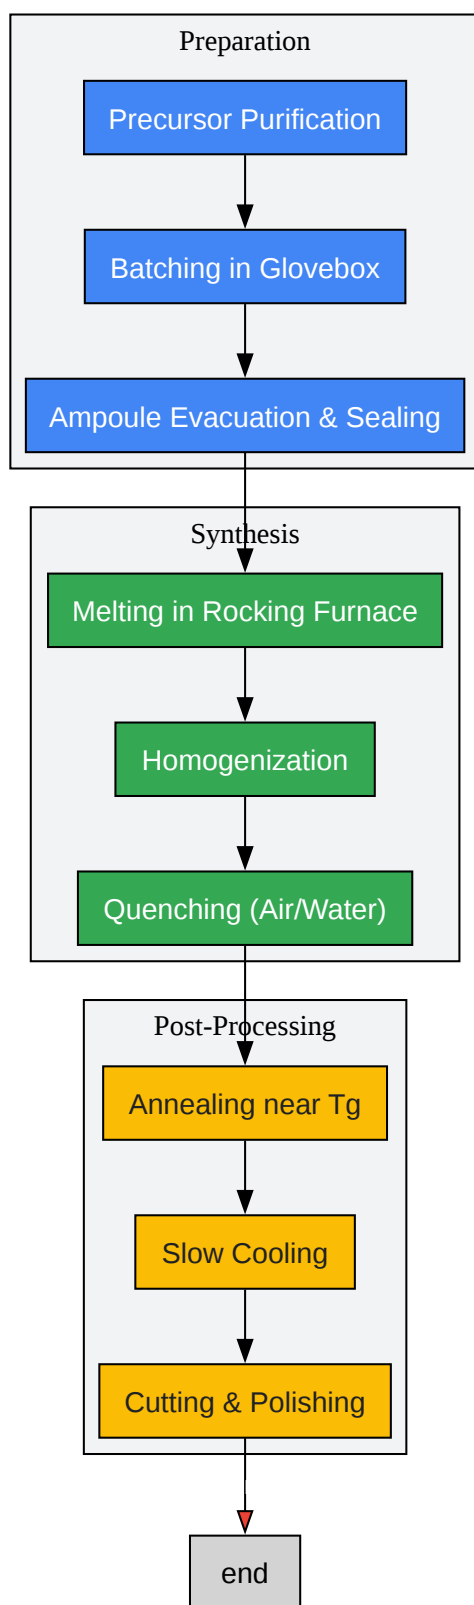 Preparation
Precursor Purification
Batching in Glovebox
Ampoule Evacuation & Sealing
Synthesis
Melting in Rocking Furnace
Homogenization
Quenching (Air/Water)
Post-Processing
Annealing near Tg
Slow Cooling
Cutting & Polishing
end